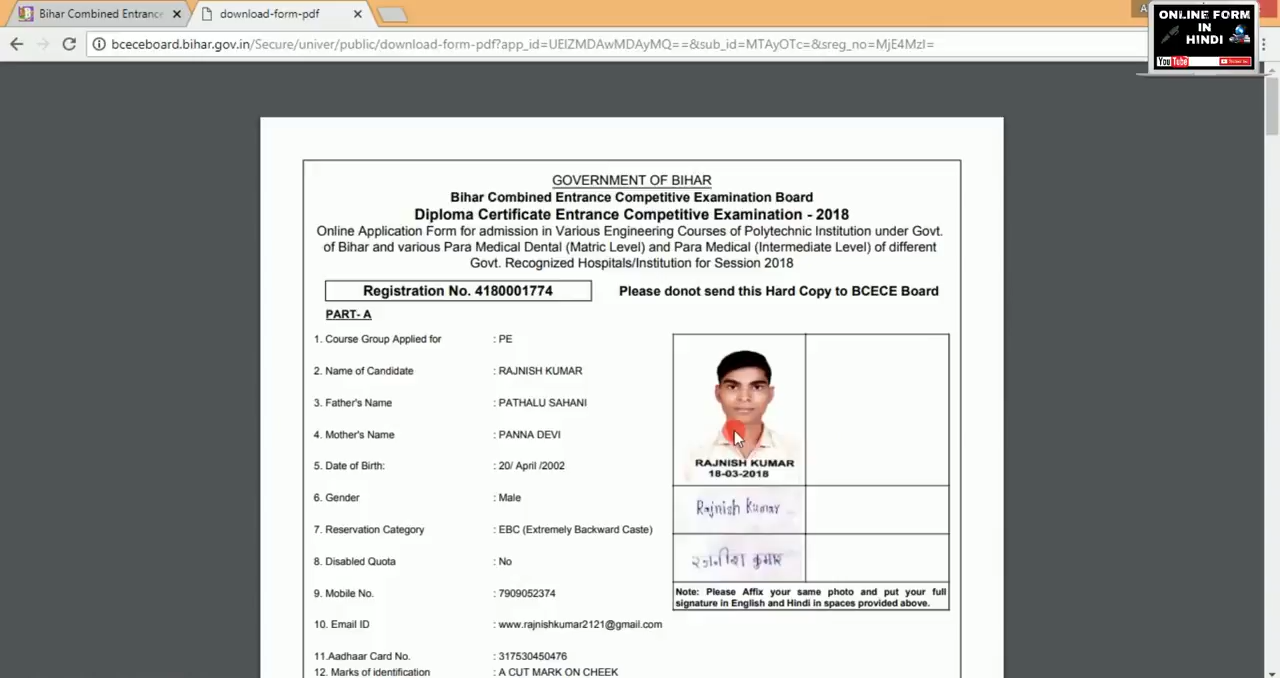 Bihar Combined Entrance
download-form-pdf
bceceboard.bihar.gov.in/Secure/univer/public/download-form-pdf?app_id=UElZMDAwMDAyMQ==&sub_id=MTAyOTc=&sreg_no=MjE4MzI=
ONLINE FORM
IN
HINDI
YouTube
GOVERNMENT OF BIHAR
Bihar Combined Entrance Competitive Examination Board
Diploma Certificate Entrance Competitive Examination - 2018
Online Application Form for admission in Various Engineering Courses of Polytechnic Institution under Govt.
of Bihar and various Para Medical Dental (Matric Level) and Para Medical (Intermediate Level) of different
Govt. Recognized Hospitals/Institution for Session 2018
Registration No. 4180001774 Please donot send this Hard Copy to BCECE Board
PART- A
1. Course Group Applied for : PE
2. Name of Candidate : RAJNISH KUMAR
3. Father's Name : PATHALU SAHANI
4. Mother's Name : PANNA DEVI
5. Date of Birth: : 20/ April /2002
6. Gender : Male
7. Reservation Category : EBC (Extremely Backward Caste)
8. Disabled Quota : No
9. Mobile No. : 7909052374
10. Email ID : www.rajnishkumar2121@gmail.com
11.Aadhaar Card No. : 317530450476
12. Marks of identification : A CUT MARK ON CHEEK
RAJNISH KUMAR
18-03-2018
Rajnish Kumar
रजनीश कुमार
Note: Please Affix your same photo and put your full
signature in English and Hindi in spaces provided above.